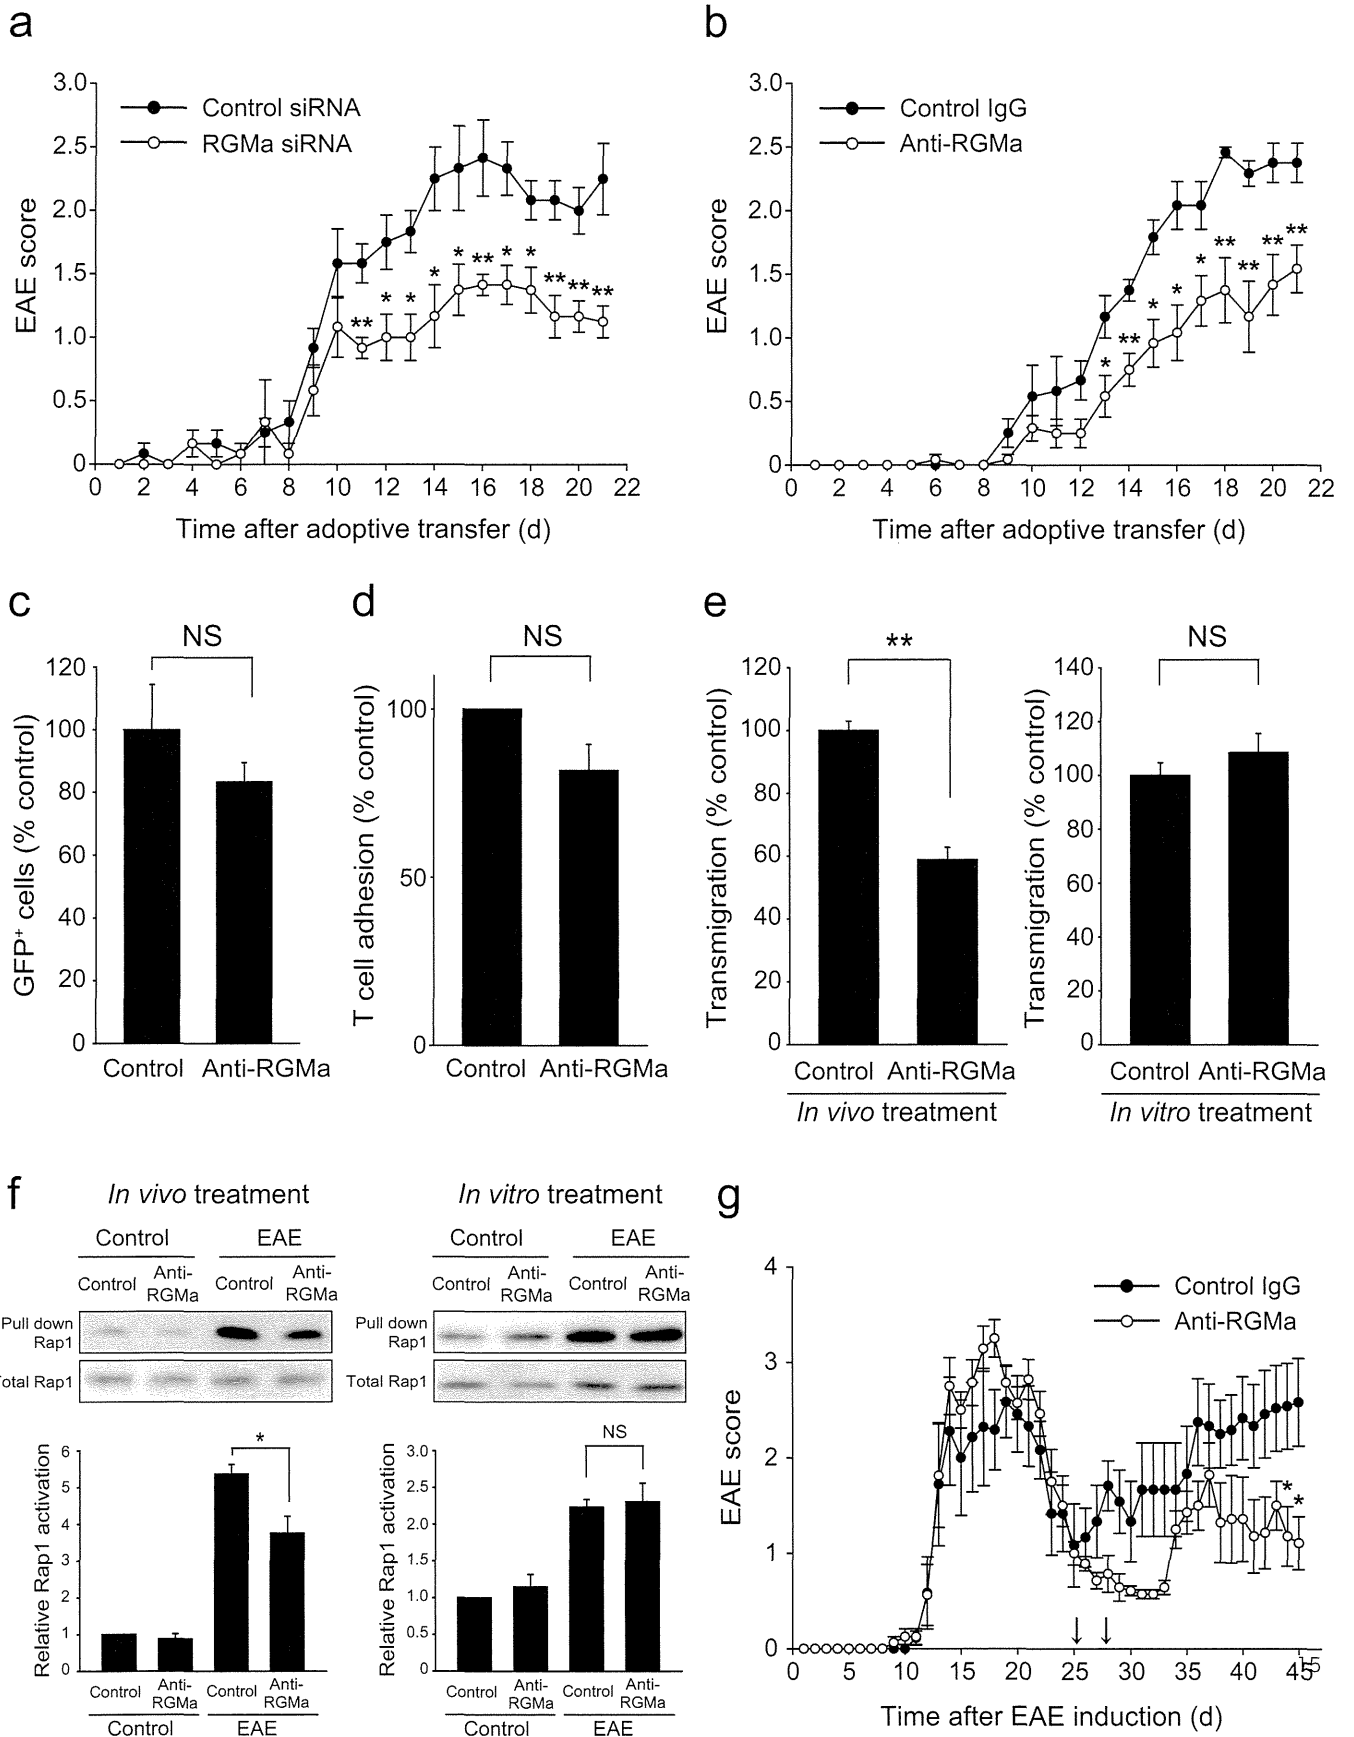 a
3.0
2.5
2.0
1.5
1.0
0.5
0
EAE score
Control siRNA
RGMa siRNA
** * * * * ** * * ** ** **
0 2 4 6 8 10 12 14 16 18 20 22
Time after adoptive transfer (d)
b
3.0
2.5
2.0
1.5
1.0
0.5
0
EAE score
Control IgG
Anti-RGMa
* ** * * * ** ** ** **
0 2 4 6 8 10 12 14 16 18 20 22
Time after adoptive transfer (d)
c
NS
120
100
80
60
40
20
0
GFP+ cells (% control)
Control Anti-RGMa
d
NS
100
50
0
T cell adhesion (% control)
Control Anti-RGMa
e
**
120
100
80
60
40
20
0
Transmigration (% control)
Control Anti-RGMa
In vivo treatment
NS
140
120
100
80
60
40
20
0
Transmigration (% control)
Control Anti-RGMa
In vitro treatment
f
In vivo treatment
Control EAE
Control Anti-RGMa Control Anti-RGMa
Pull down
Rap1
Total Rap1
*
6
5
4
3
2
1
0
Relative Rap1 activation
Control Anti-RGMa Control Anti-RGMa
Control EAE
In vitro treatment
Control EAE
Control Anti-RGMa Control Anti-RGMa
Pull down
Rap1
Total Rap1
NS
3.0
2.5
2.0
1.5
1.0
0.5
0
Relative Rap1 activation
Control Anti-RGMa Control Anti-RGMa
Control EAE
g
4
3
2
1
0
EAE score
Control IgG
Anti-RGMa
* *
0 5 10 15 20 25 30 35 40 45
Time after EAE induction (d)